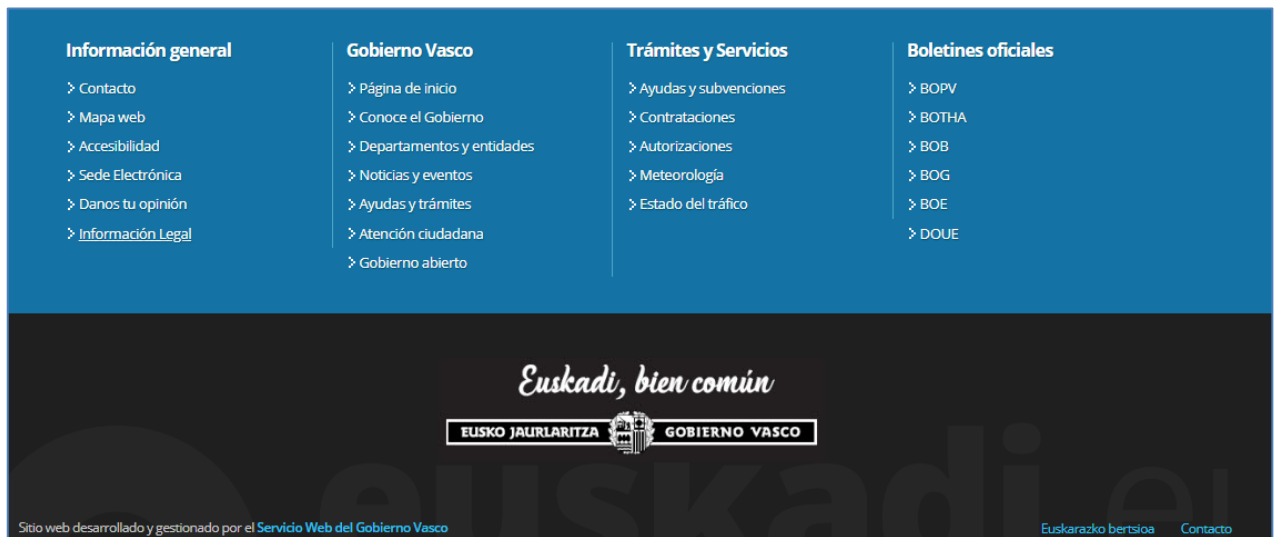 Información general
> Contacto
> Mapa web
> Accesibilidad
> Sede Electrónica
> Danos tu opinión
> Información Legal
Gobierno Vasco
> Página de inicio
> Conoce el Gobierno
> Departamentos y entidades
> Noticias y eventos
> Ayudas y trámites
> Atención ciudadana
> Gobierno abierto
Trámites y Servicios
> Ayudas y subvenciones
> Contrataciones
> Autorizaciones
> Meteorología
> Estado del tráfico
Boletines oficiales
> BOPV
> BOTHA
> BOB
> BOG
> BOE
> DOUE
Euskadi, bien común
EUSKO JAURLARITZA GOBIERNO VASCO
euskadi.eu
Sitio web desarrollado y gestionado por el Servicio Web del Gobierno Vasco
Euskarazko bertsioa Contacto